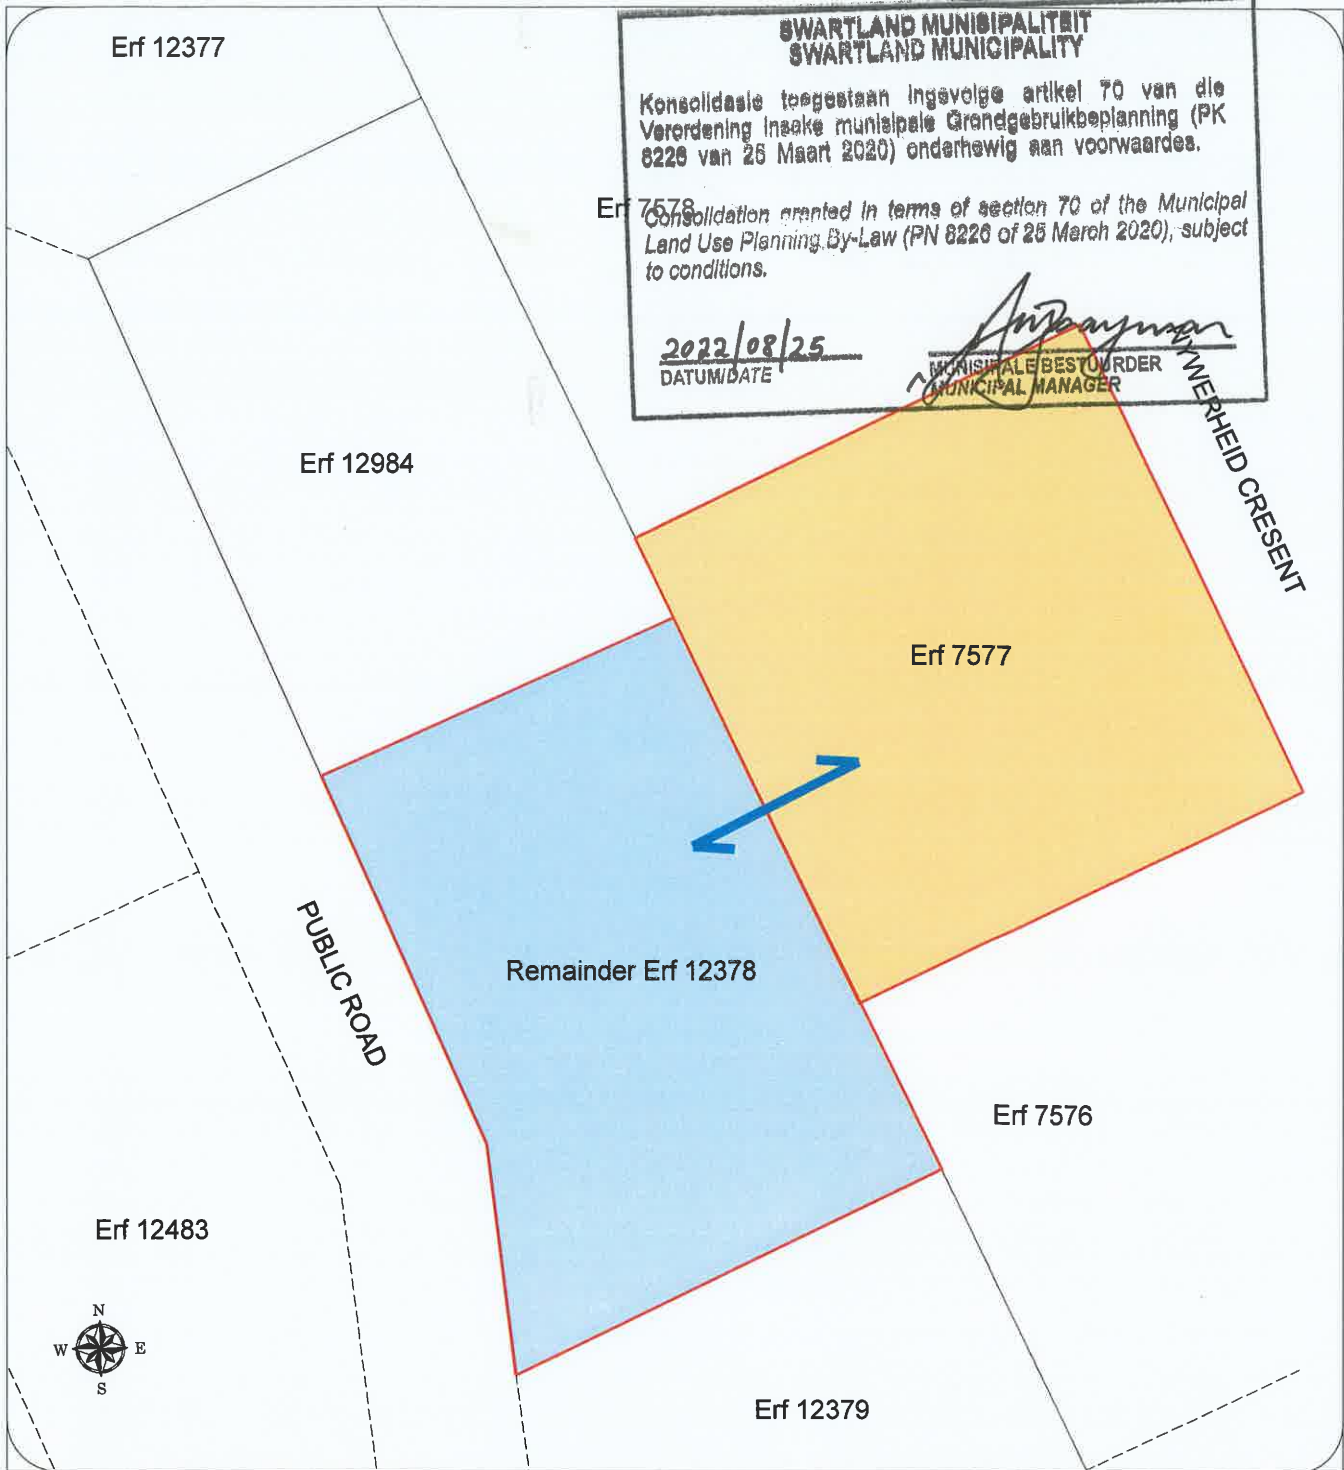 Erf 12377
SWARTLAND MUNISIPALITEIT
SWARTLAND MUNICIPALITY
Konsolidasie toegestaan ingevolge artikel 70 van die
Verordening insake munisipale Grondgebruikbeplanning (PK
8226 van 25 Maart 2020) onderhewig aan voorwaardes.
Erf 7578
Consolidation granted in terms of section 70 of the Municipal
Land Use Planning By-Law (PN 8226 of 25 March 2020), subject
to conditions.
2022/08/25
DATUM/DATE
MUNISIPALE BESTUURDER
MUNICIPAL MANAGER
NYWERHEID CRESENT
Erf 12984
Erf 7577
PUBLIC ROAD
Remainder Erf 12378
Erf 7576
Erf 12483
N
W E
S
Erf 12379